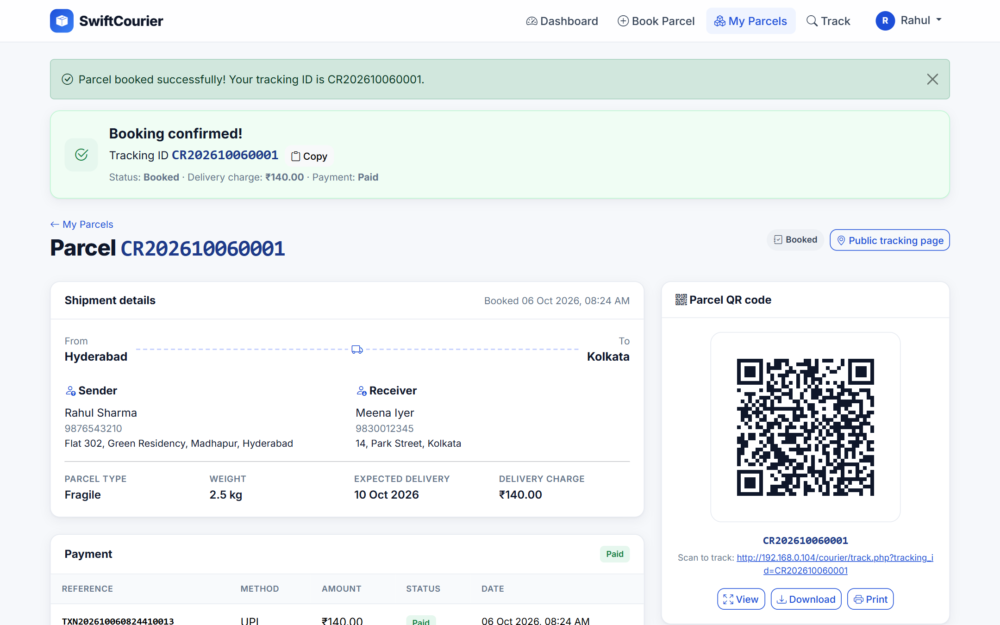 SwiftCourier
Dashboard
Book Parcel
My Parcels
Track
R
Rahul
Parcel booked successfully! Your tracking ID is CR202610060001.
Booking confirmed!
Tracking ID CR202610060001 Copy
Status: Booked · Delivery charge: ₹140.00 · Payment: Paid
← My Parcels
Parcel CR202610060001
Booked
Public tracking page
Shipment details
Booked 06 Oct 2026, 08:24 AM
From
Hyderabad
To
Kolkata
Sender
Rahul Sharma
9876543210
Flat 302, Green Residency, Madhapur, Hyderabad
Receiver
Meena Iyer
9830012345
14, Park Street, Kolkata
PARCEL TYPE
Fragile
WEIGHT
2.5 kg
EXPECTED DELIVERY
10 Oct 2026
DELIVERY CHARGE
₹140.00
Payment
Paid
REFERENCE METHOD AMOUNT STATUS DATE
TXN202610060824410013 UPI ₹140.00 Paid 06 Oct 2026, 08:24 AM
Parcel QR code
CR202610060001
Scan to track: http://192.168.0.104/courier/track.php?tracking_i
d=CR202610060001
View
Download
Print